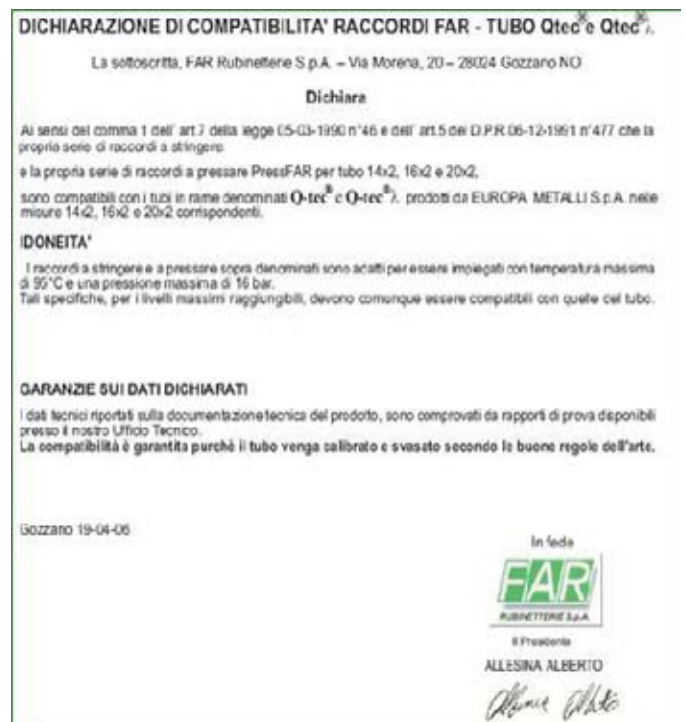 DICHIARAZIONE DI COMPATIBILITA' RACCORDI FAR - TUBO Qtec® e Qtec® λ.
La sottoscritta, FAR Rubinetterie S.p.A. – Via Morena, 20 – 28024 Gozzano NO
Dichiara
Ai sensi del comma 1 dell' art.7 della legge 05-03-1990 n°46 e dell' art.5 del D.P.R.06-12-1991 n°477 che la
propria serie di raccordi a stringere.
e la propria serie di raccordi a pressare PressFAR per tubo 14x2, 16x2 e 20x2,
sono compatibili con i tubi in rame denominati Q-tec® e Q-tec® λ. prodotti da EUROPA METALLI S.p.A. nelle
misure 14x2, 16x2 e 20x2 corrispondenti.
IDONEITA'
I raccordi a stringere e a pressare sopra denominati sono adatti per essere impiegati con temperatura massima
di 95°C e una pressione massima di 16 bar.
Tali specifiche, per i livelli massimi raggiungibili, devono comunque essere compatibili con quelle del tubo.
GARANZIE SUI DATI DICHIARATI
I dati tecnici riportati sulla documentazione tecnica del prodotto, sono comprovati da rapporti di prova disponibili
presso il nostro Ufficio Tecnico.
La compatibilità è garantita purchè il tubo venga calibrato e svasato secondo le buone regole dell'arte.
Gozzano 19-04-06
In fede
FAR
RUBINETTERIE S.p.A.
Il Presidente
ALLESINA ALBERTO